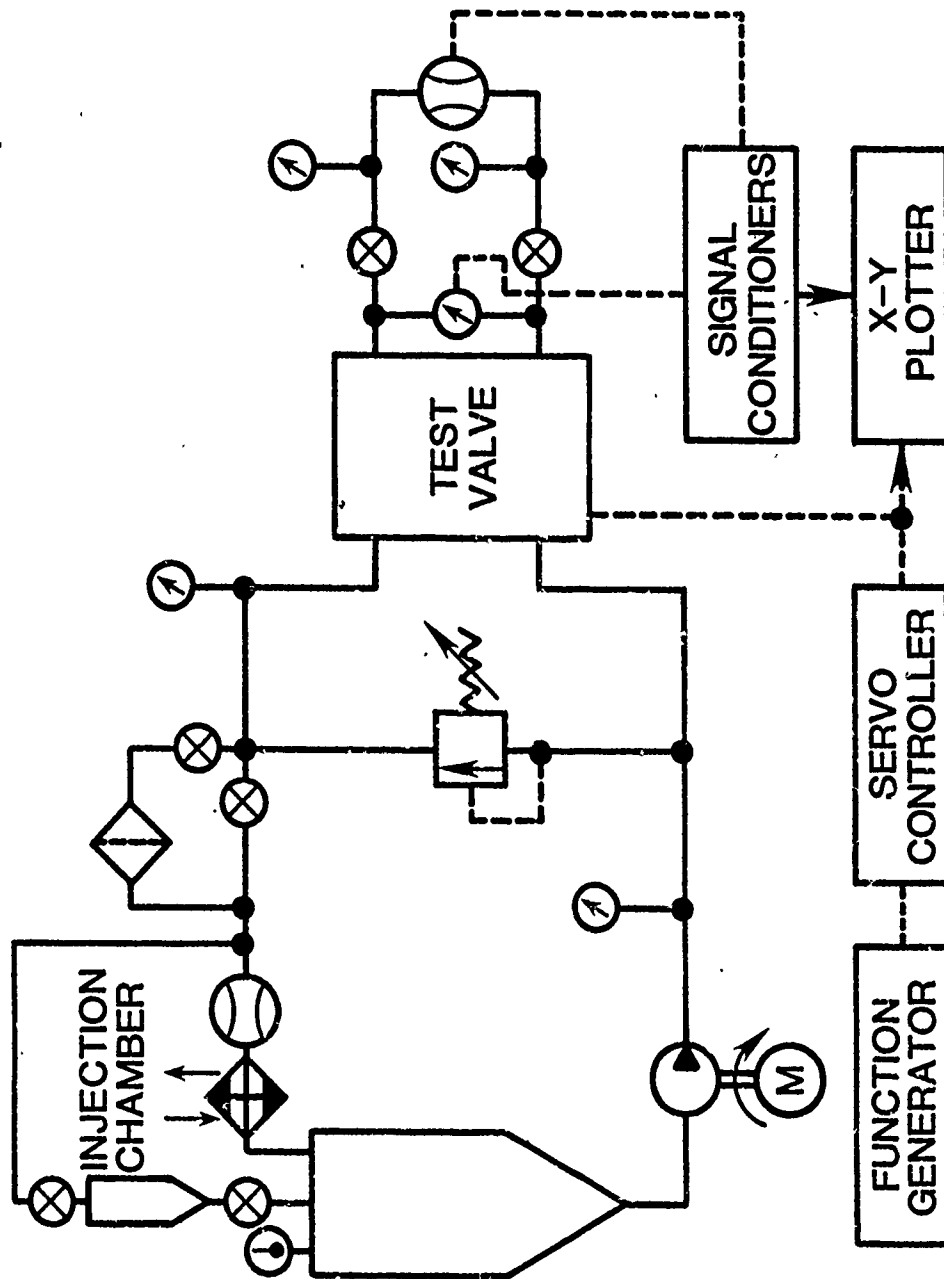 INJECTION
CHAMBER
TEST
VALVE
SIGNAL
CONDITIONERS
X-Y
PLOTTER
SERVO
CONTROLLER
FUNCTION
GENERATOR
M